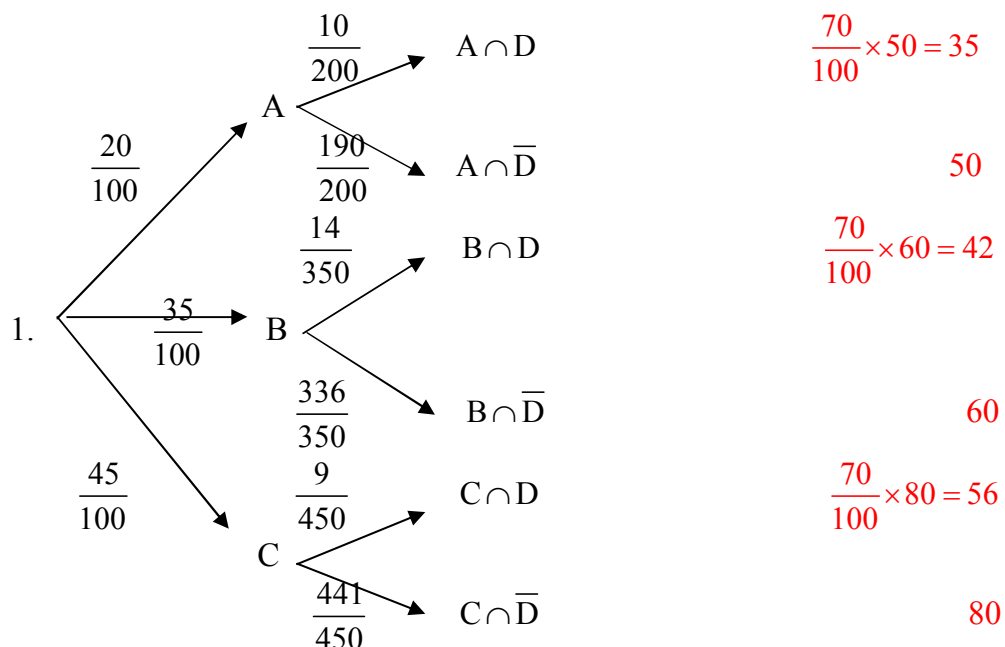 10/200 A ∩ D 70/100 × 50 = 35
A
20/100 190/200 A ∩ D̅ 50
14/350 B ∩ D 70/100 × 60 = 42
1. 35/100 B
336/350 B ∩ D̅ 60
45/100 9/450 C ∩ D 70/100 × 80 = 56
C
441/450 C ∩ D̅ 80